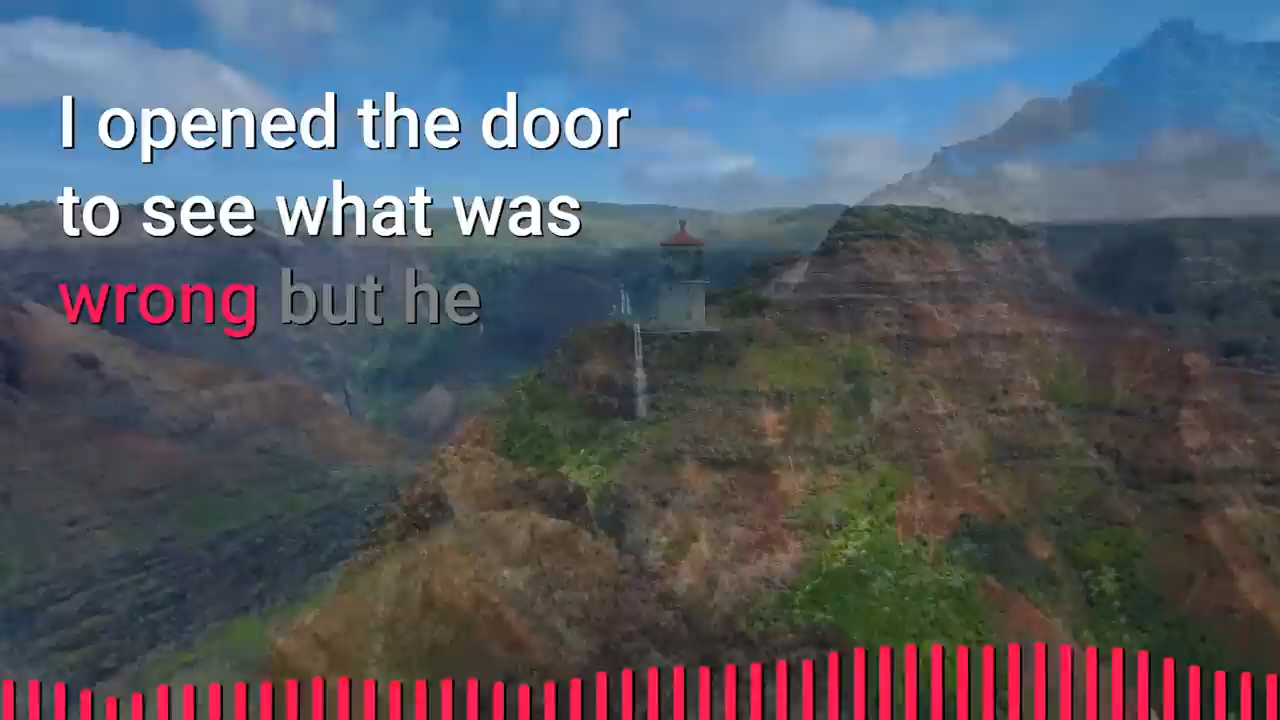 I opened the door
to see what was
wrong but he